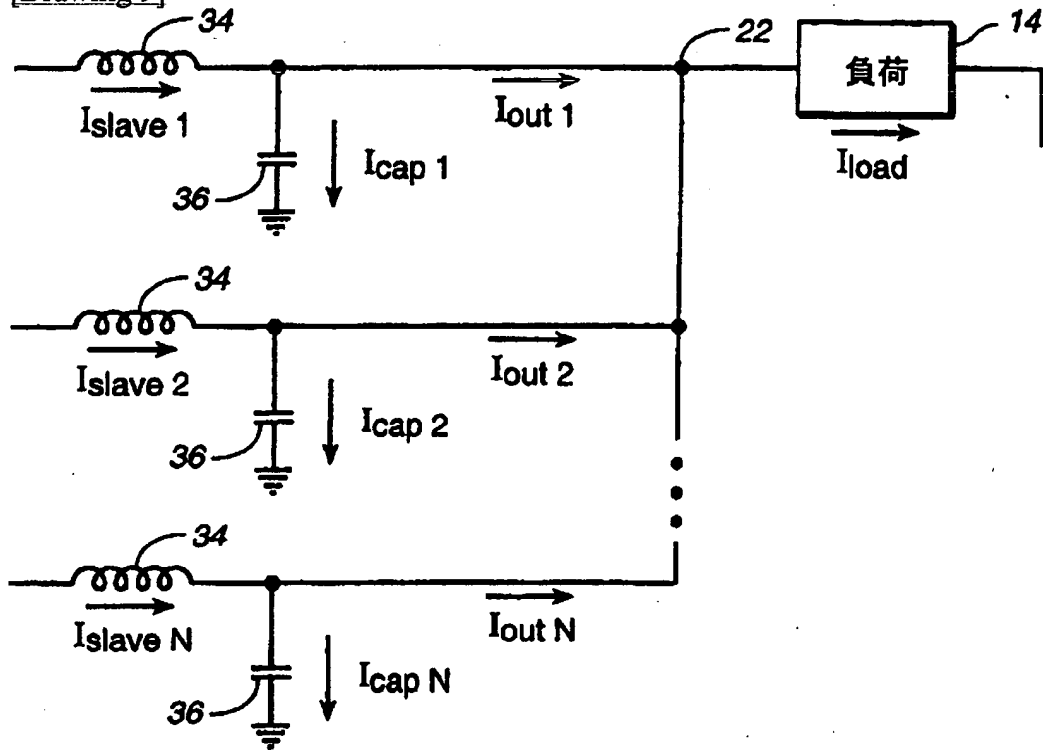 34
22
14
負荷
Islave 1
Iout 1
Iload
Icap 1
36
34
Islave 2
Iout 2
Icap 2
36
34
Islave N
Iout N
Icap N
36